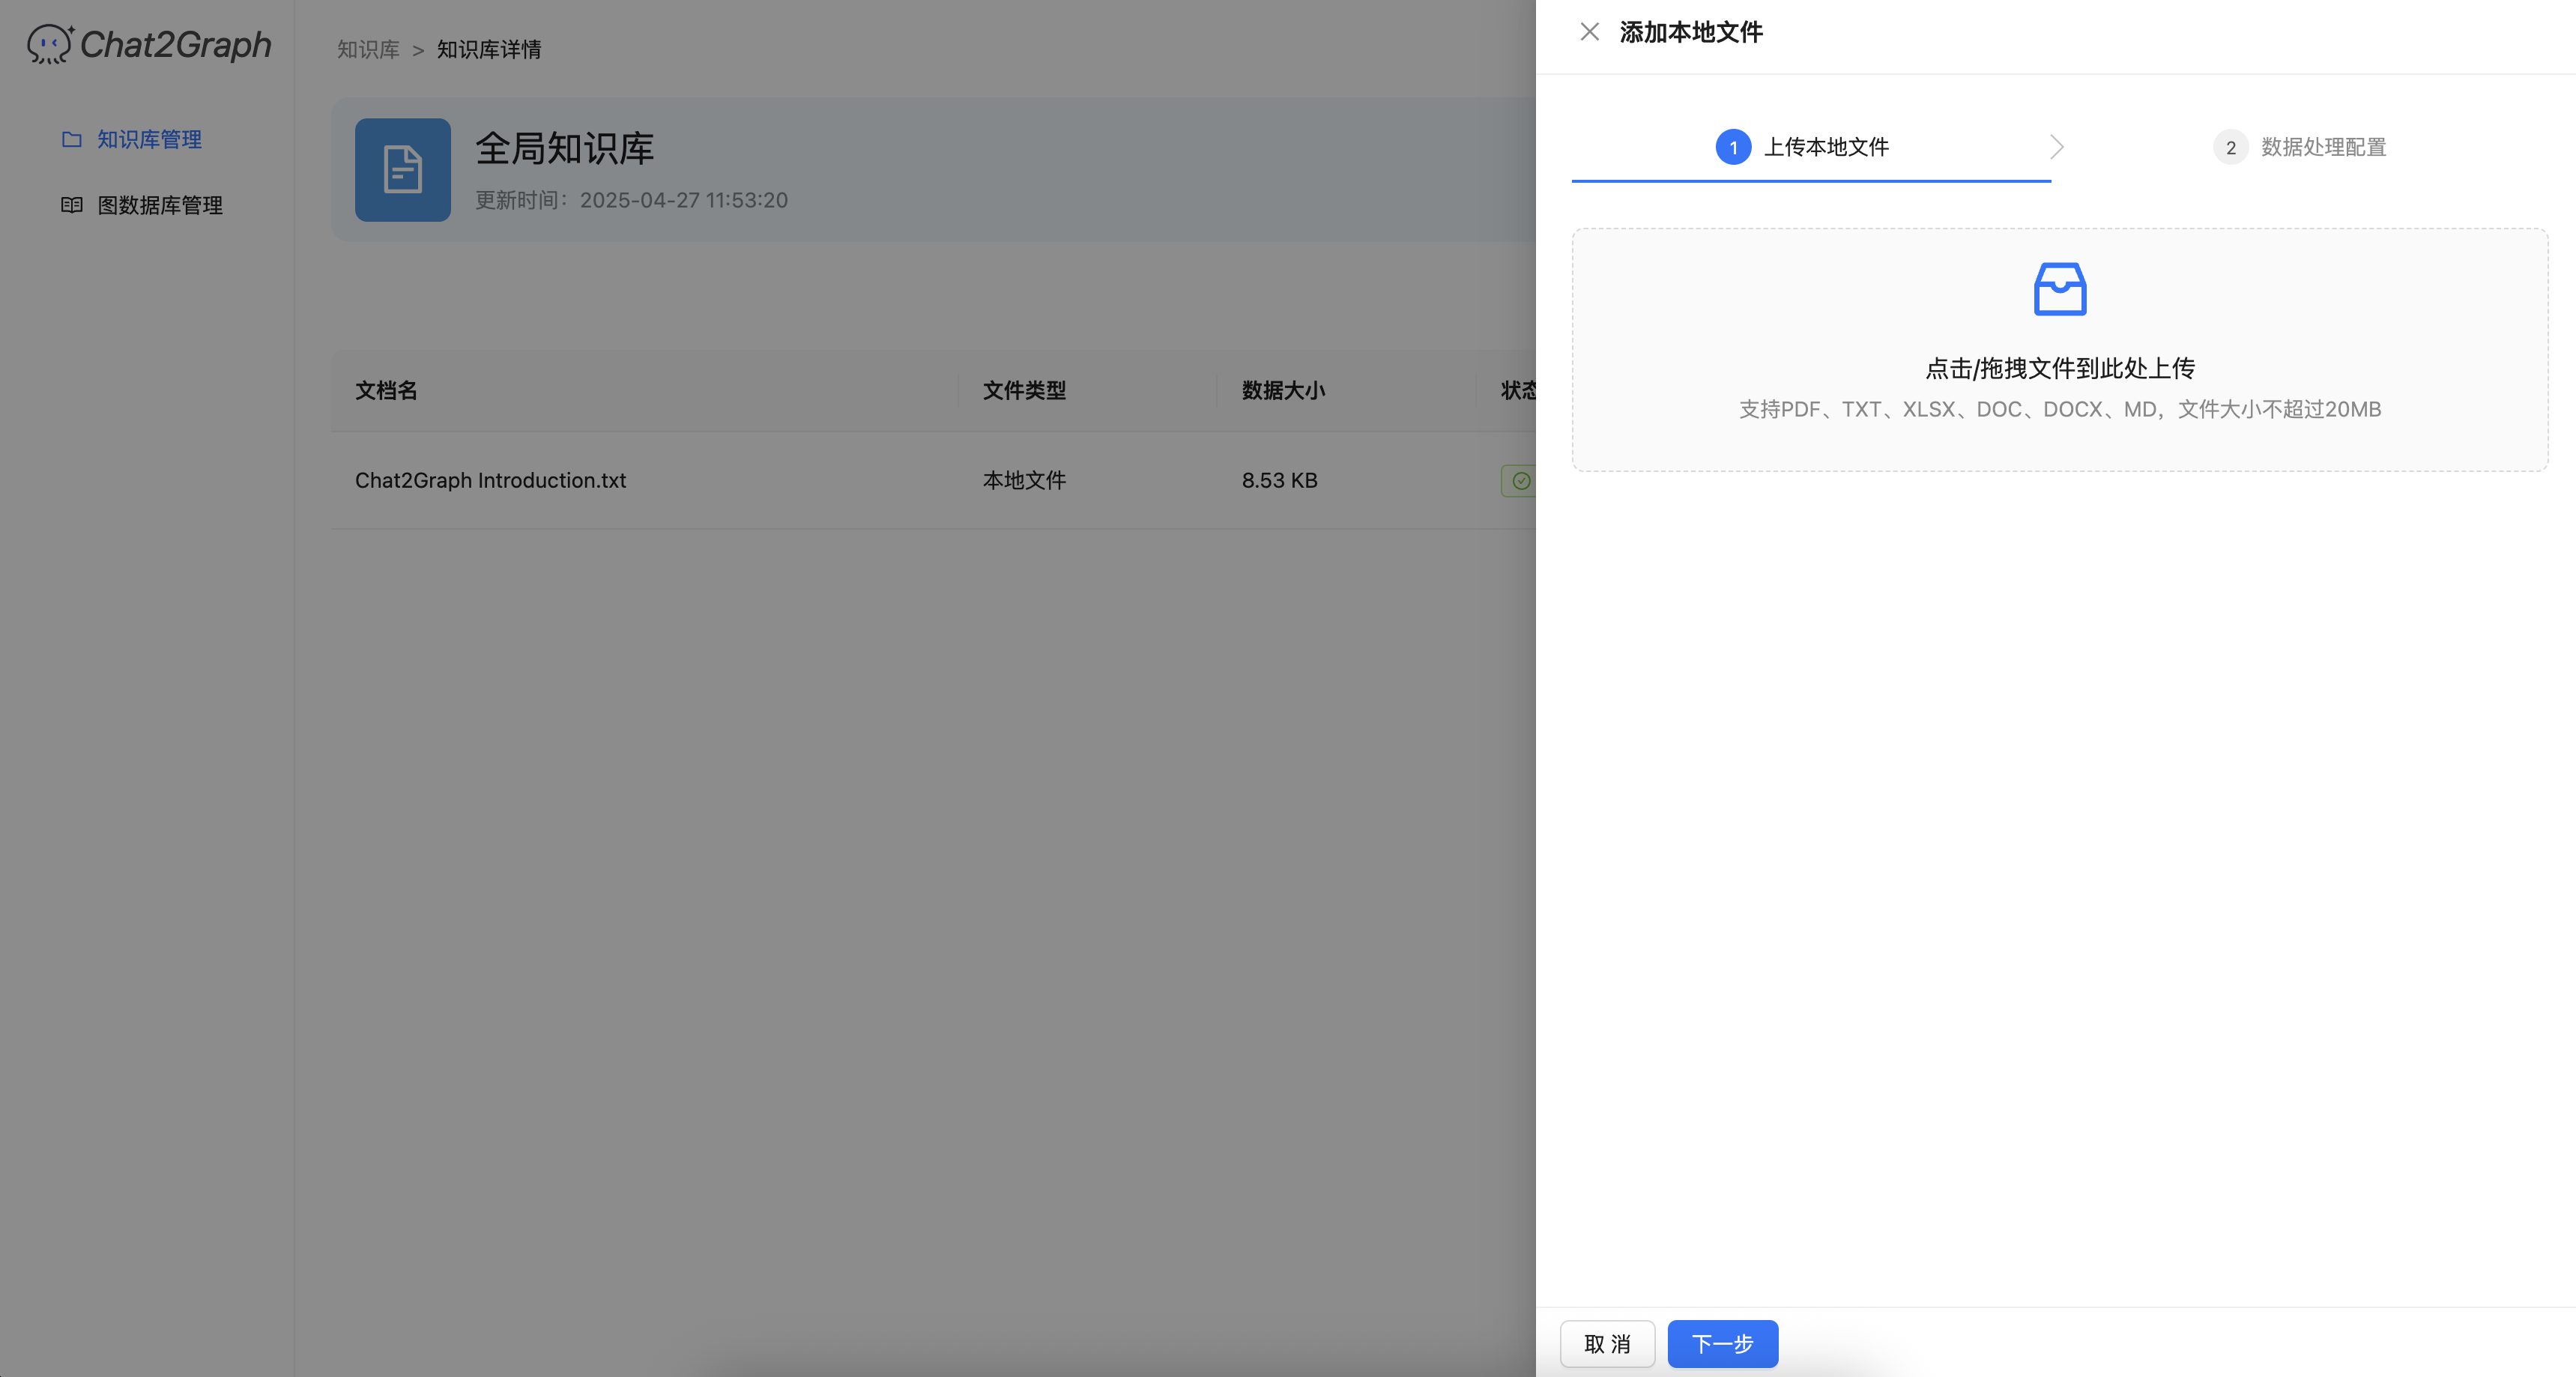 Chat2Graph
知识库管理
图数据库管理
知识库 > 知识库详情
全局知识库
更新时间：2025-04-27 11:53:20
文档名 文件类型 数据大小 状态
Chat2Graph Introduction.txt 本地文件 8.53 KB
添加本地文件
1 上传本地文件
2 数据处理配置
点击/拖拽文件到此处上传
支持PDF、TXT、XLSX、DOC、DOCX、MD，文件大小不超过20MB
取 消
下一步